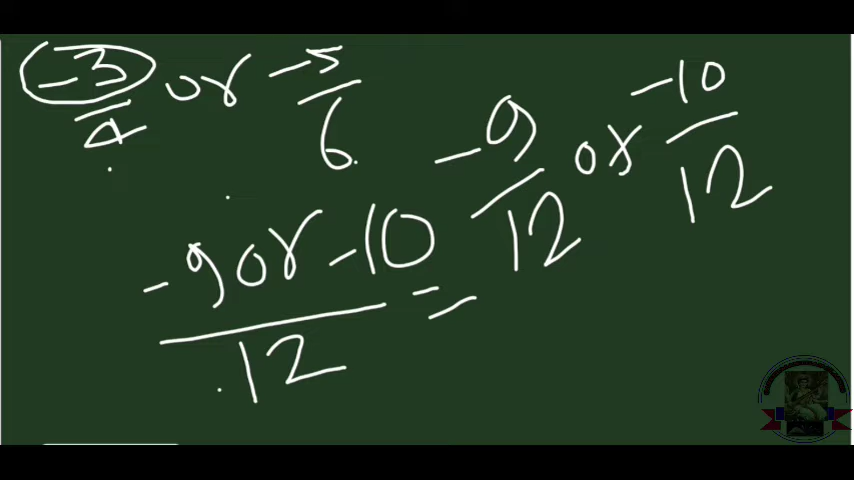 -3/4 or -5/6
-9/12 or -10/12
-9 or -10 =
12